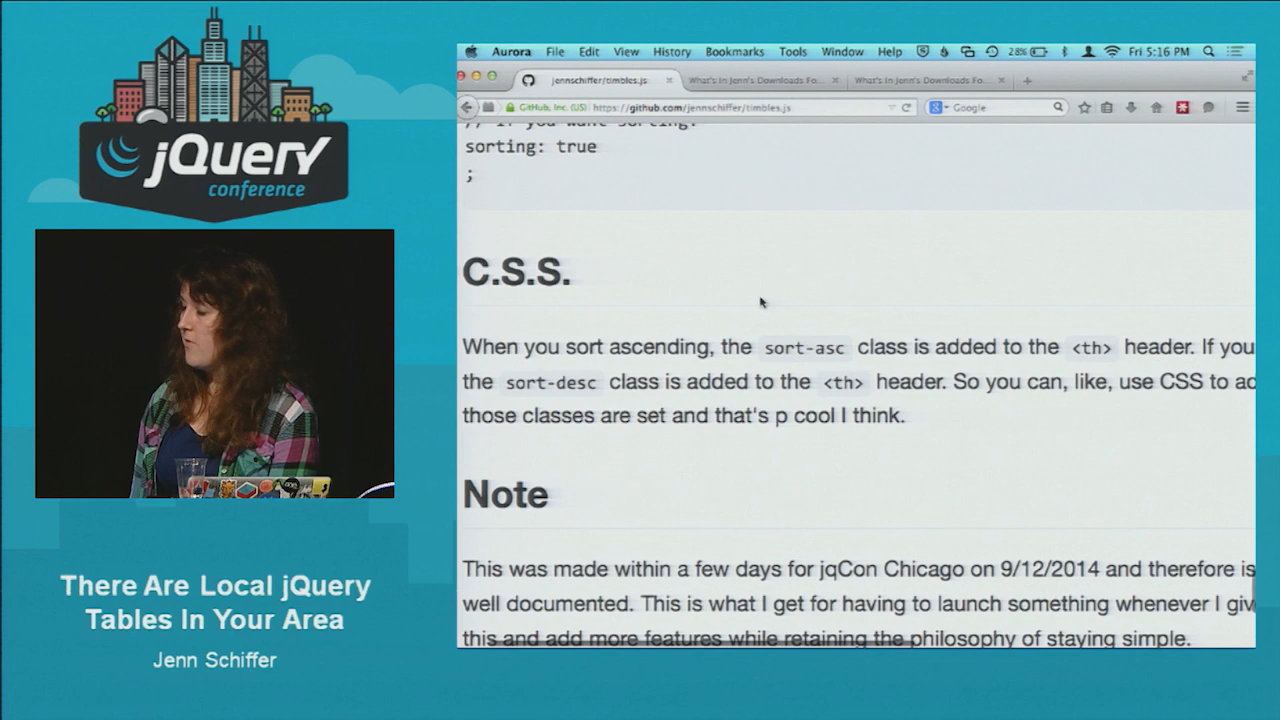 jQuery
conference
There Are Local jQuery
Tables In Your Area
Jenn Schiffer
Aurora File Edit View History Bookmarks Tools Window Help 28% Fri 5:16 PM
jennschiffer/timbles.js What's In Jenn's Downloads Fo... What's In Jenn's Downloads Fo...
GitHub, Inc. (US) https://github.com/jennschiffer/timbles.js Google
// if you want sorting:
sorting: true
;
C.S.S.
When you sort ascending, the sort-asc class is added to the <th> header. If you
the sort-desc class is added to the <th> header. So you can, like, use CSS to ad
those classes are set and that's p cool I think.
Note
This was made within a few days for jqCon Chicago on 9/12/2014 and therefore is
well documented. This is what I get for having to launch something whenever I giv
this and add more features while retaining the philosophy of staying simple.